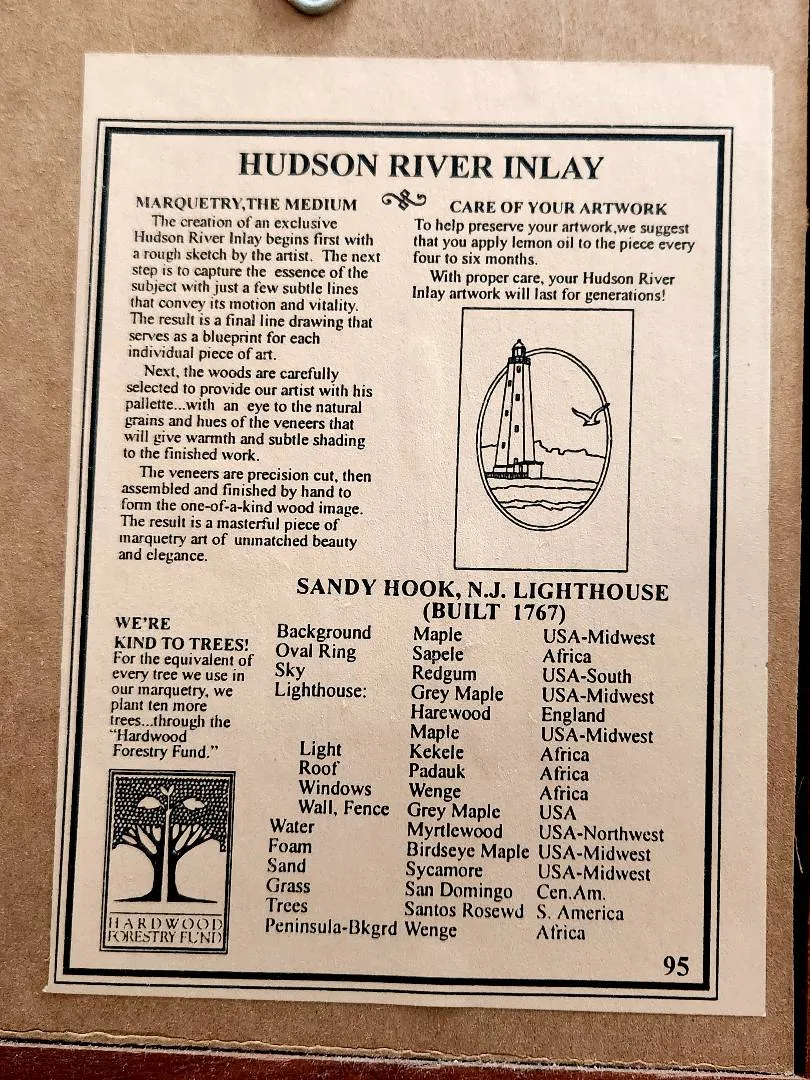 HUDSON RIVER INLAY
MARQUETRY,THE MEDIUM
The creation of an exclusive
Hudson River Inlay begins first with
a rough sketch by the artist. The next
step is to capture the essence of the
subject with just a few subtle lines
that convey its motion and vitality.
The result is a final line drawing that
serves as a blueprint for each
individual piece of art.
Next, the woods are carefully
selected to provide our artist with his
pallette...with an eye to the natural
grains and hues of the veneers that
will give warmth and subtle shading
to the finished work.
The veneers are precision cut, then
assembled and finished by hand to
form the one-of-a-kind wood image.
The result is a masterful piece of
marquetry art of unmatched beauty
and elegance.
CARE OF YOUR ARTWORK
To help preserve your artwork,we suggest
that you apply lemon oil to the piece every
four to six months.
With proper care, your Hudson River
Inlay artwork will last for generations!
SANDY HOOK, N.J. LIGHTHOUSE
(BUILT 1767)
WE'RE
KIND TO TREES!
For the equivalent of
every tree we use in
our marquetry, we
plant ten more
trees...through the
"Hardwood
Forestry Fund."
HARDWOOD
FORESTRY FUND
Background Maple USA-Midwest
Oval Ring Sapele Africa
Sky Redgum USA-South
Lighthouse: Grey Maple USA-Midwest
Harewood England
Maple USA-Midwest
Light Kekele Africa
Roof Padauk Africa
Windows Wenge Africa
Wall, Fence Grey Maple USA
Water Myrtlewood USA-Northwest
Foam Birdseye Maple USA-Midwest
Sand Sycamore USA-Midwest
Grass San Domingo Cen.Am.
Trees Santos Rosewd S. America
Peninsula-Bkgrd Wenge Africa
95